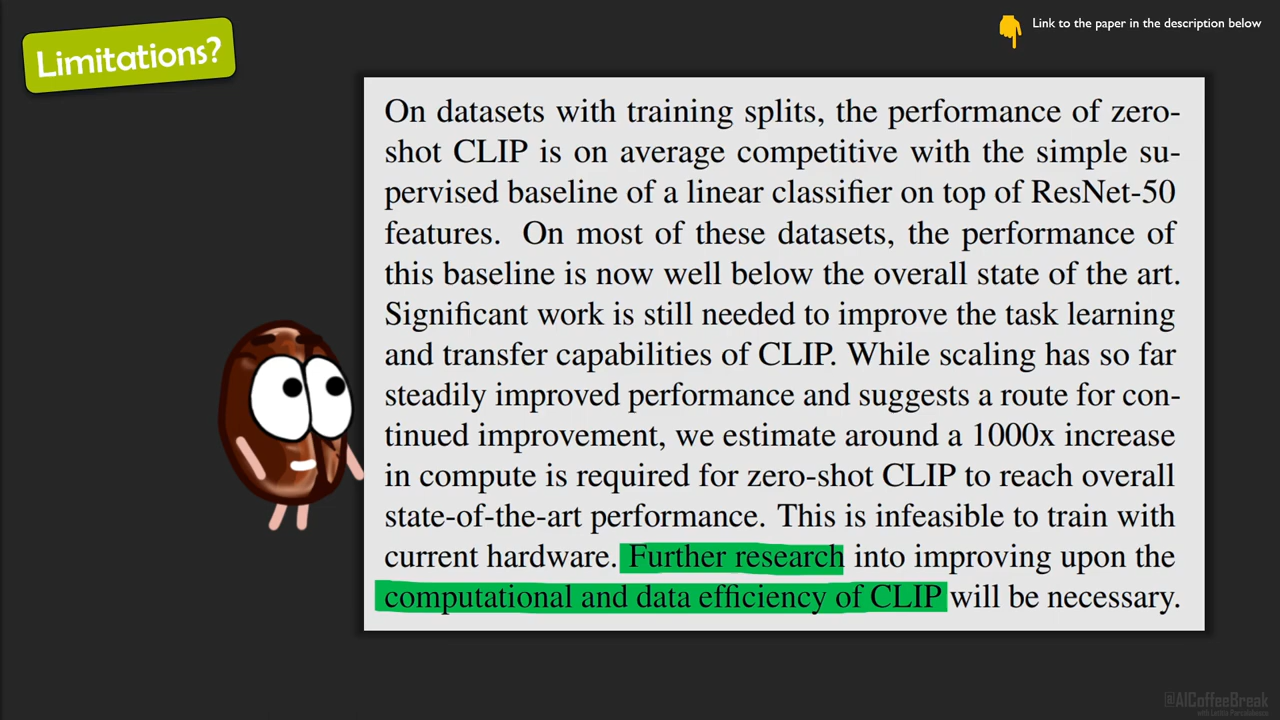 Limitations?
Link to the paper in the description below
On datasets with training splits, the performance of zero-
shot CLIP is on average competitive with the simple su-
pervised baseline of a linear classifier on top of ResNet-50
features. On most of these datasets, the performance of
this baseline is now well below the overall state of the art.
Significant work is still needed to improve the task learning
and transfer capabilities of CLIP. While scaling has so far
steadily improved performance and suggests a route for con-
tinued improvement, we estimate around a 1000x increase
in compute is required for zero-shot CLIP to reach overall
state-of-the-art performance. This is infeasible to train with
current hardware. Further research into improving upon the
computational and data efficiency of CLIP will be necessary.
@AICoffeeBreak